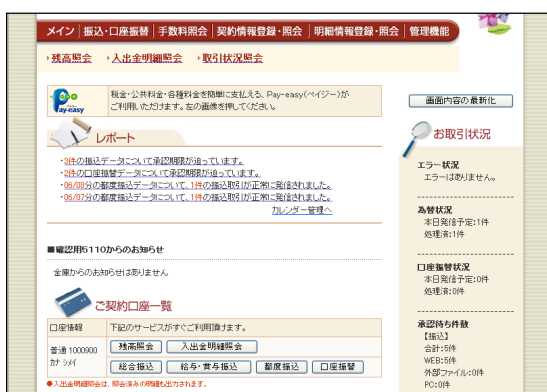 メイン 振込・口座振替 手数料照会 契約情報登録・照会 明細情報登録・照会 管理機能
残高照会 入出金明細照会 取引状況照会
Pay-easy
税金・公共料金・各種料金を簡単に支払える、Pay-easy(ペイジー)が
ご利用いただけます。左の画像を押してください。
画面内容の最新化
レポート
・3件の振込データについて承認期限が迫っています。
・2件の口座振替データについて承認期限が迫っています。
・06/08分の都度振込データについて、1件の振込取引が正常に発信されました。
・06/07分の都度振込データについて、1件の振込取引が正常に発信されました。
カレンダー管理へ
■確認用5110からのお知らせ
金庫からのお知らせはありません
ご契約口座一覧
口座情報 下記のサービスがすぐご利用頂けます。
普通 1000900
残高照会 入出金明細照会
総合振込 給与・賞与振込 都度振込 口座振替
●入出金明細照会は、照会済みの明細も出力されます。
お取引状況
エラー状況
エラーはありません。
為替状況
本日発信予定:1件
処理済:1件
口座振替状況
本日発信予定:0件
処理済:0件
承認待ち件数
【振込】
合計:5件
WEB:5件
外部ファイル:0件
PC:0件